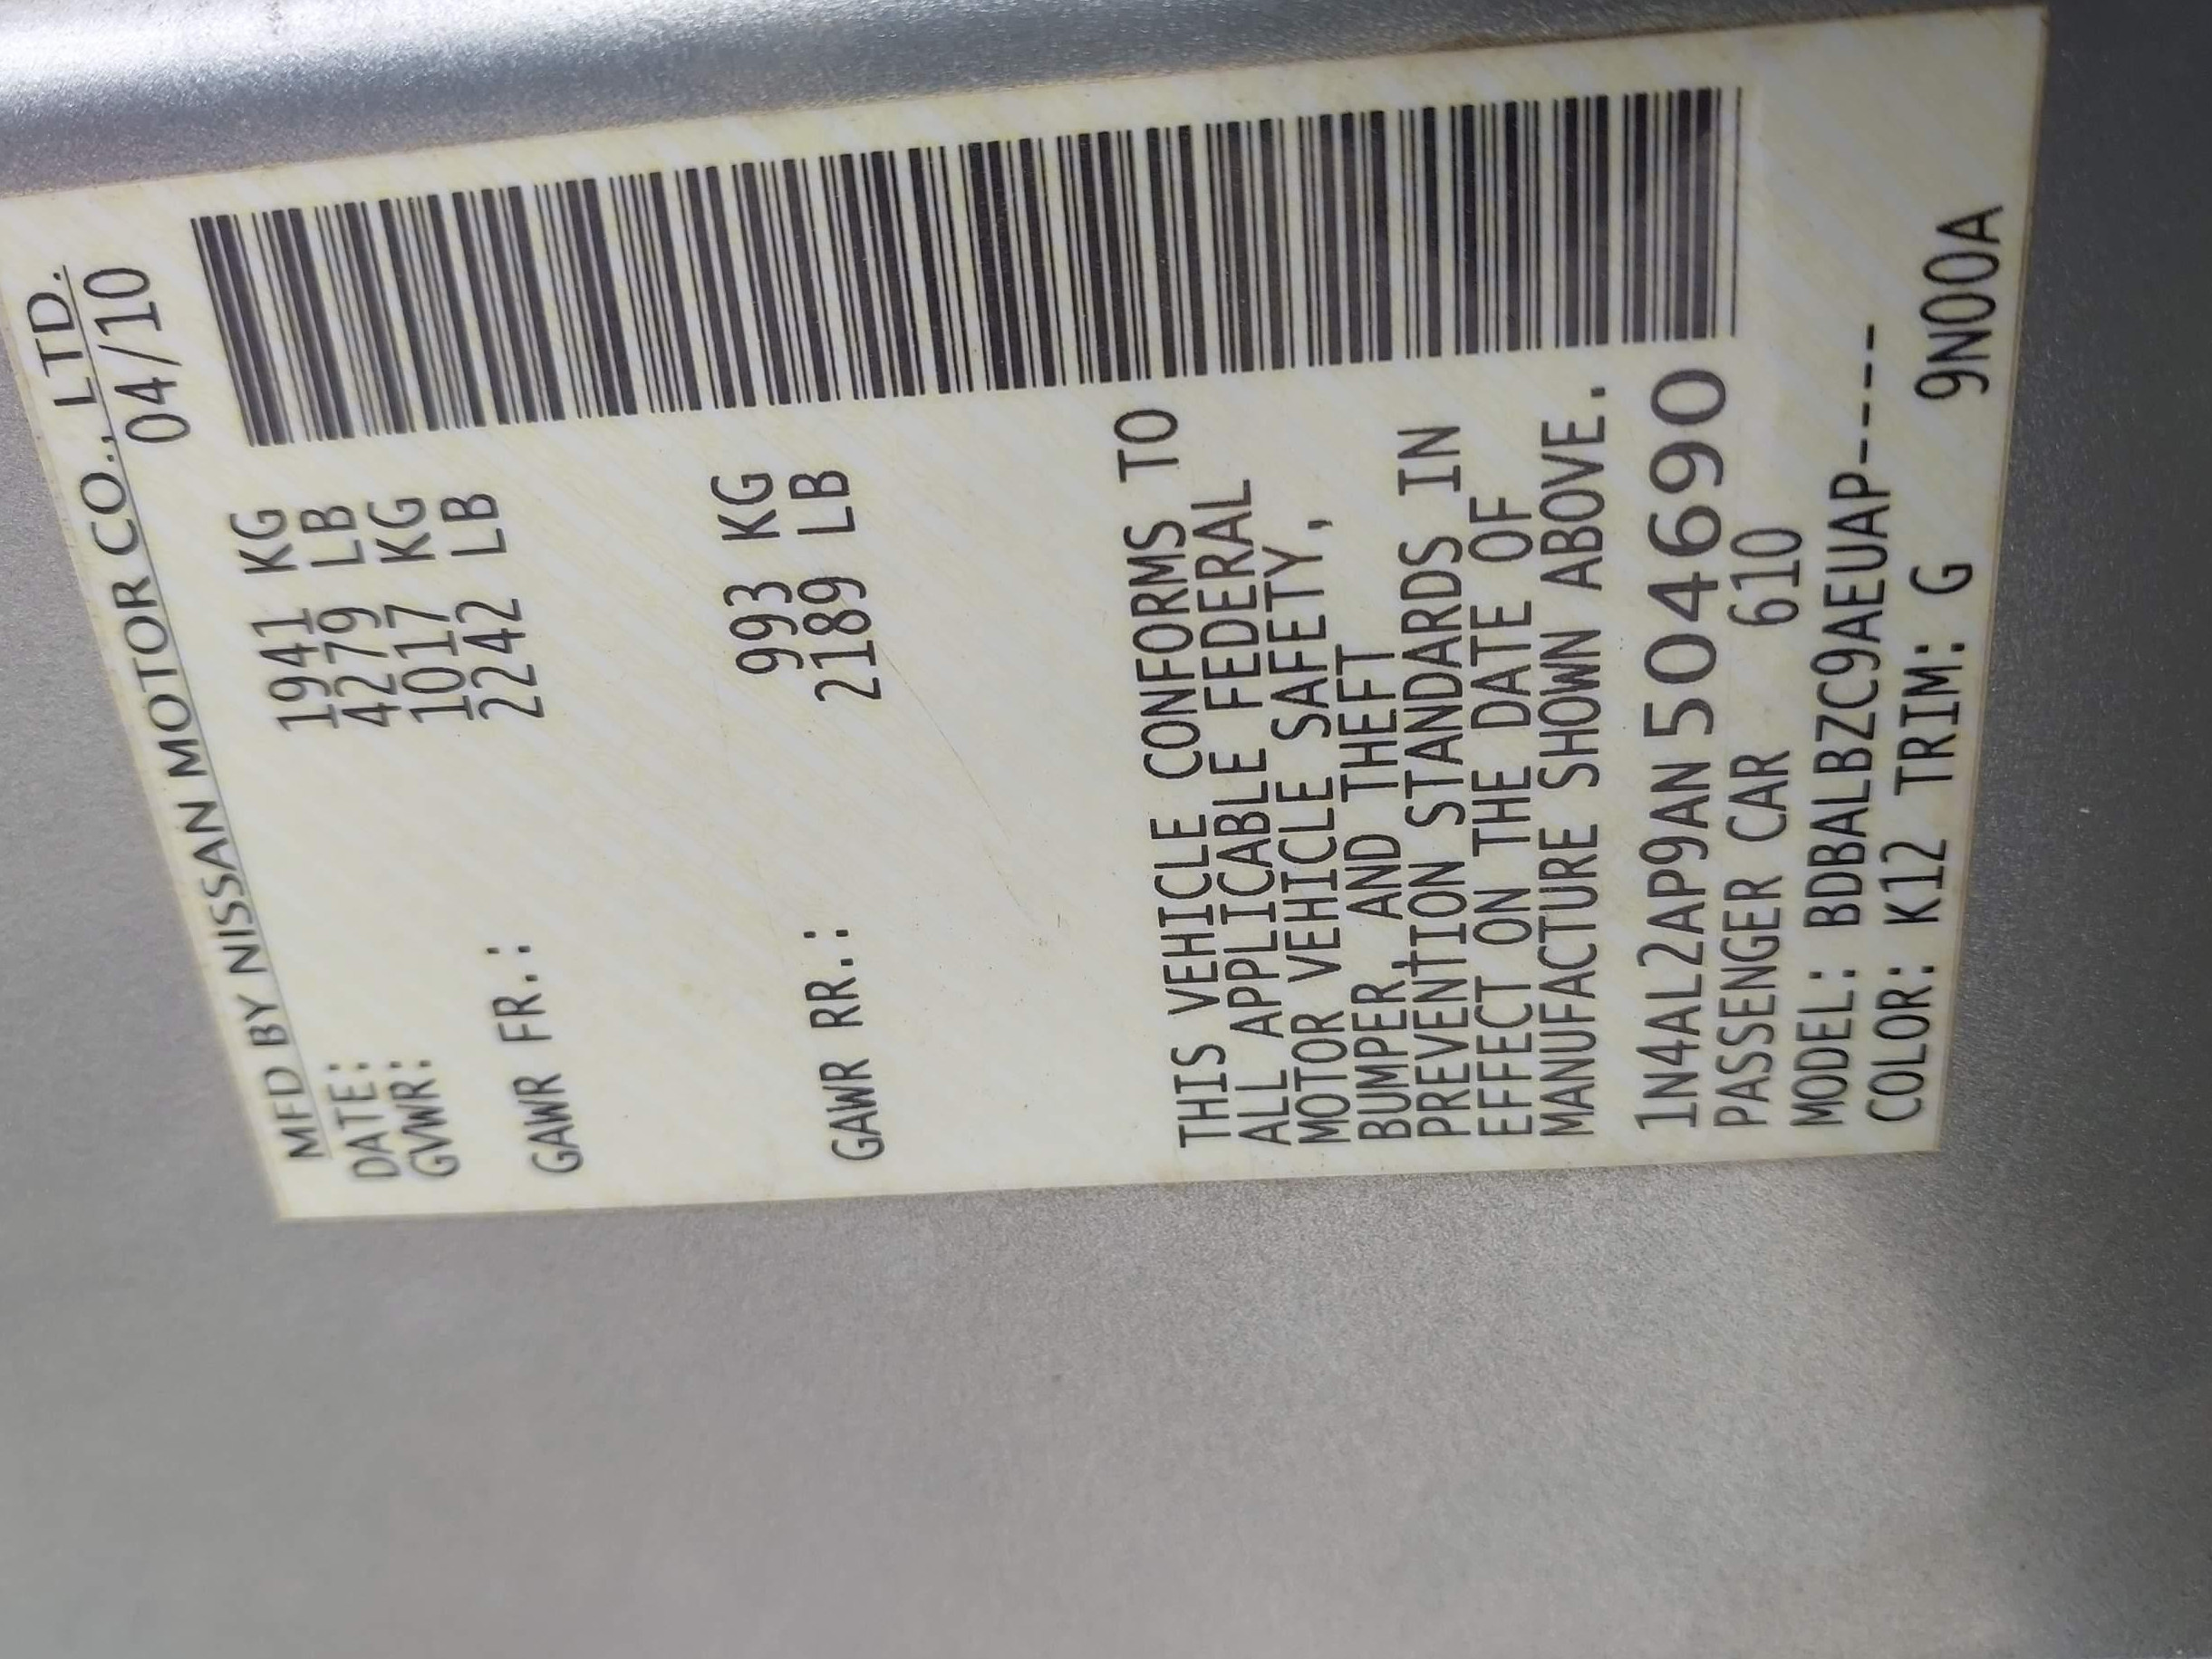 MFD BY NISSAN MOTOR CO., LTD.
DATE: 04/10
GVWR: 1941 KG
4279 LB
GAWR FR.: 1017 KG
2242 LB
GAWR RR.: 993 KG
2189 LB
THIS VEHICLE CONFORMS TO
ALL APPLICABLE FEDERAL
MOTOR VEHICLE SAFETY,
BUMPER, AND THEFT
PREVENTION STANDARDS IN
EFFECT ON THE DATE OF
MANUFACTURE SHOWN ABOVE.
1N4AL2AP9AN504690
PASSENGER CAR 610
MODEL: BDBALBZC9AEUAP-----
COLOR: K12 TRIM: G 9N00A